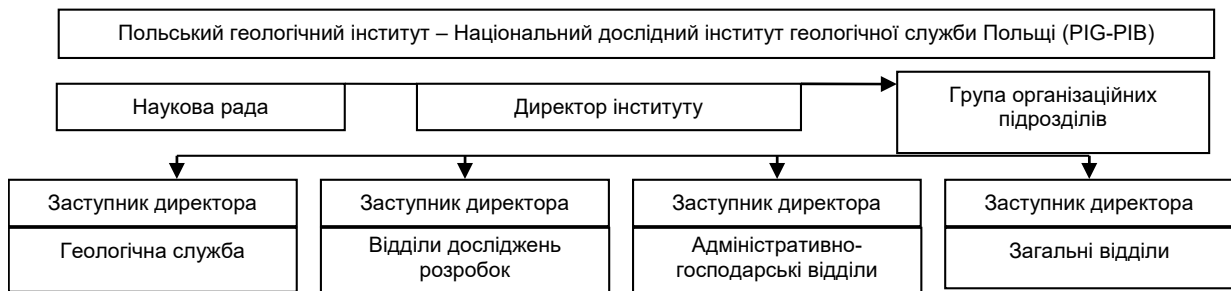 Польський геологічний інститут – Національний дослідний інститут геологічної служби Польщі (PIG-PIB)
Наукова рада
Директор інституту
Група організаційних
підрозділів
Заступник директора
Геологічна служба
Заступник директора
Відділи досліджень
розробок
Заступник директора
Адміністративно-
господарські відділи
Заступник директора
Загальні відділи